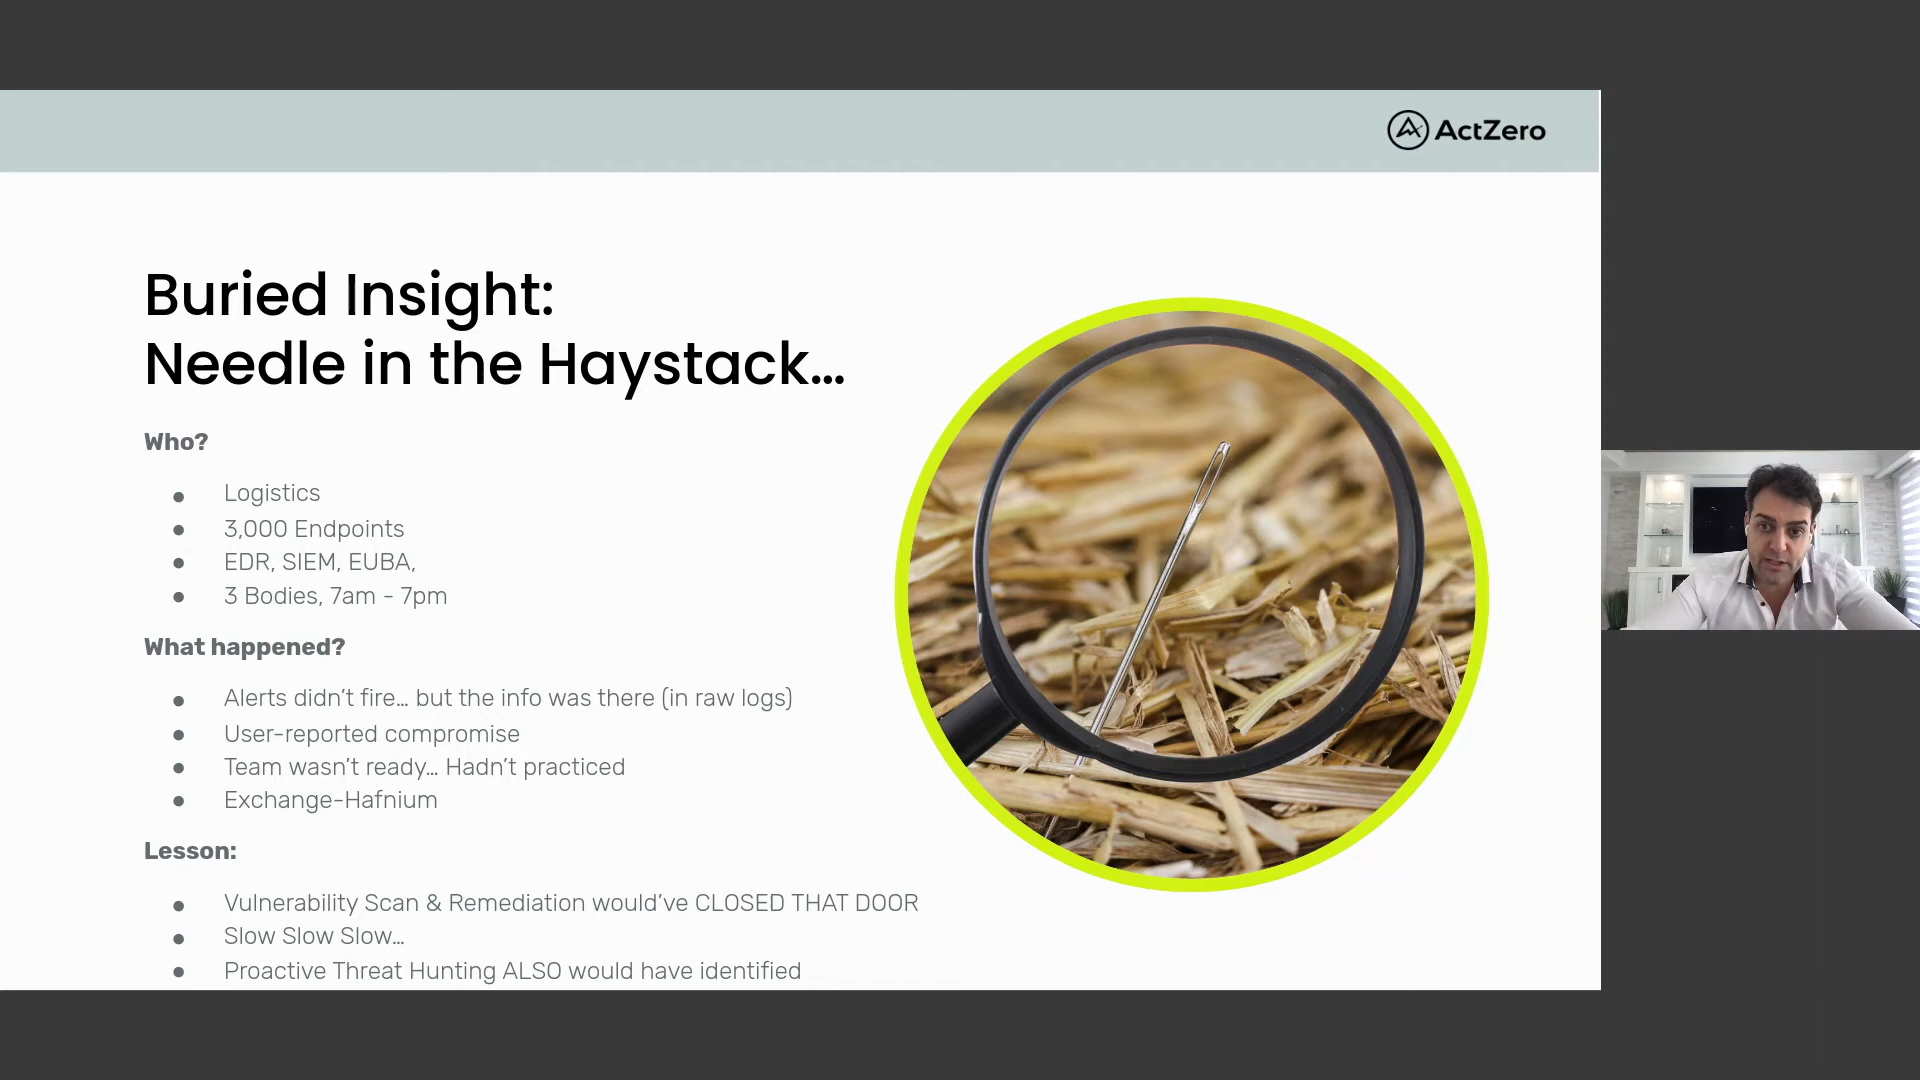 ActZero
Buried Insight:
Needle in the Haystack...
Who?
Logistics
3,000 Endpoints
EDR, SIEM, EUBA,
3 Bodies, 7am - 7pm
What happened?
Alerts didn't fire... but the info was there (in raw logs)
User-reported compromise
Team wasn't ready... Hadn't practiced
Exchange-Hafnium
Lesson:
Vulnerability Scan & Remediation would've CLOSED THAT DOOR
Slow Slow Slow...
Proactive Threat Hunting ALSO would have identified